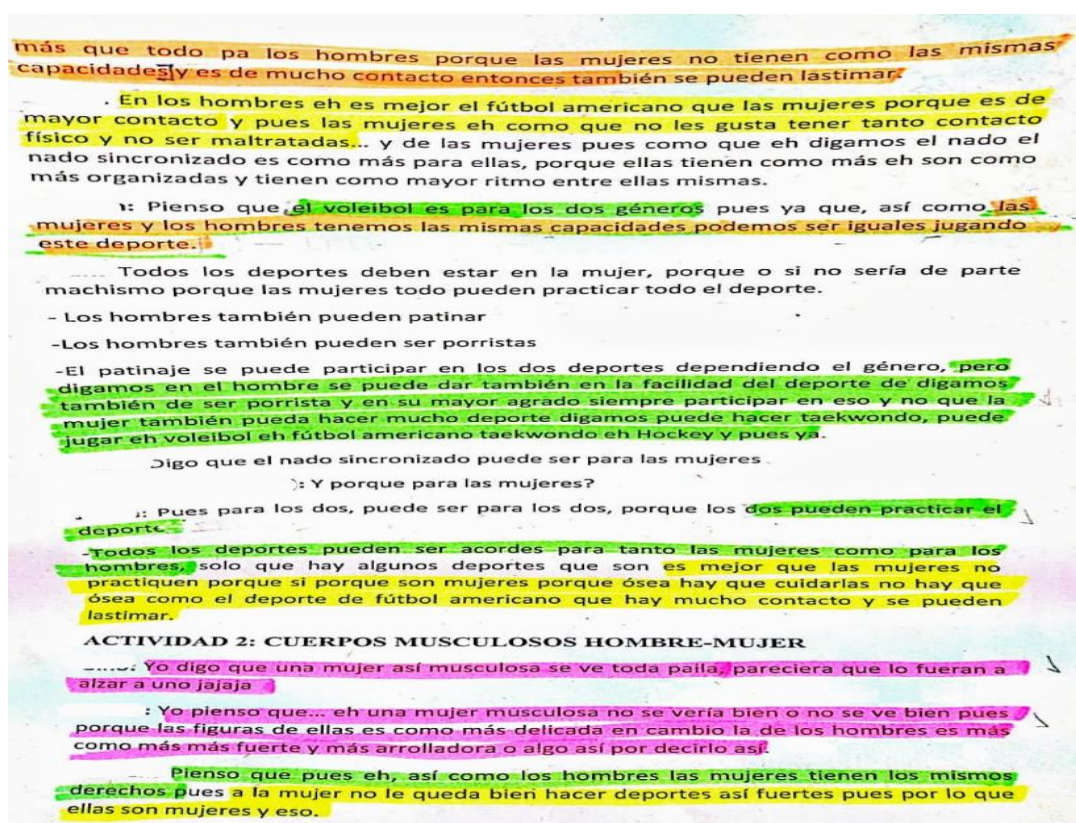 más que todo pa los hombres porque las mujeres no tienen como las mismas
capacidades y es de mucho contacto entonces también se pueden lastimar.
. En los hombres eh es mejor el fútbol americano que las mujeres porque es de
mayor contacto y pues las mujeres eh como que no les gusta tener tanto contacto
físico y no ser maltratadas... y de las mujeres pues como que eh digamos el nado el
nado sincronizado es como más para ellas, porque ellas tienen como más eh son como
más organizadas y tienen como mayor ritmo entre ellas mismas.
: Pienso que el voleibol es para los dos géneros pues ya que, así como las
mujeres y los hombres tenemos las mismas capacidades podemos ser iguales jugando
este deporte.
Todos los deportes deben estar en la mujer, porque o si no sería de parte
machismo porque las mujeres todo pueden practicar todo el deporte.
- Los hombres también pueden patinar
-Los hombres también pueden ser porristas
-El patinaje se puede participar en los dos deportes dependiendo el género, pero
digamos en el hombre se puede dar también en la facilidad del deporte de digamos
también de ser porrista y en su mayor agrado siempre participar en eso y no que la
mujer también pueda hacer mucho deporte digamos puede hacer taekwondo, puede
jugar eh voleibol eh fútbol americano taekwondo eh Hockey y pues ya.
Digo que el nado sincronizado puede ser para las mujeres
: Y porque para las mujeres?
: Pues para los dos, puede ser para los dos, porque los dos pueden practicar el
deporte
-Todos los deportes pueden ser acordes para tanto las mujeres como para los
hombres, solo que hay algunos deportes que son es mejor que las mujeres no
practiquen porque si porque son mujeres porque ósea hay que cuidarlas no hay que
ósea como el deporte de fútbol americano que hay mucho contacto y se pueden
lastimar.
ACTIVIDAD 2: CUERPOS MUSCULOSOS HOMBRE-MUJER
: Yo digo que una mujer así musculosa se ve toda paila, pareciera que lo fueran a
alzar a uno jajaja
: Yo pienso que... eh una mujer musculosa no se vería bien o no se ve bien pues
porque las figuras de ellas es como más delicada en cambio la de los hombres es más
como más más fuerte y más arrolladora o algo así por decirlo así.
Pienso que pues eh, así como los hombres las mujeres tienen los mismos
derechos pues a la mujer no le queda bien hacer deportes así fuertes pues por lo que
ellas son mujeres y eso.